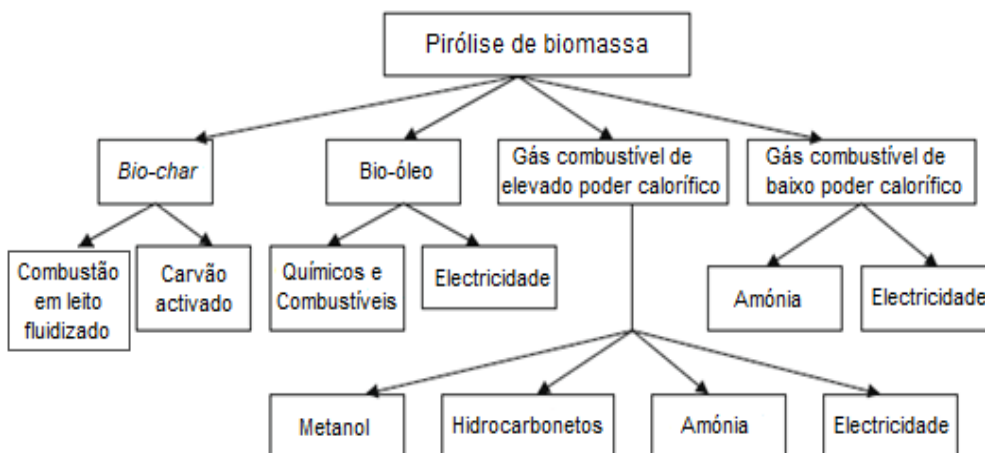 Pirólise de biomassa
Bio-char
Bio-óleo
Gás combustível de
elevado poder calorífico
Gás combustível de
baixo poder calorífico
Combustão
em leito
fluidizado
Carvão
activado
Químicos e
Combustíveis
Electricidade
Amónia
Electricidade
Metanol
Hidrocarbonetos
Amónia
Electricidade